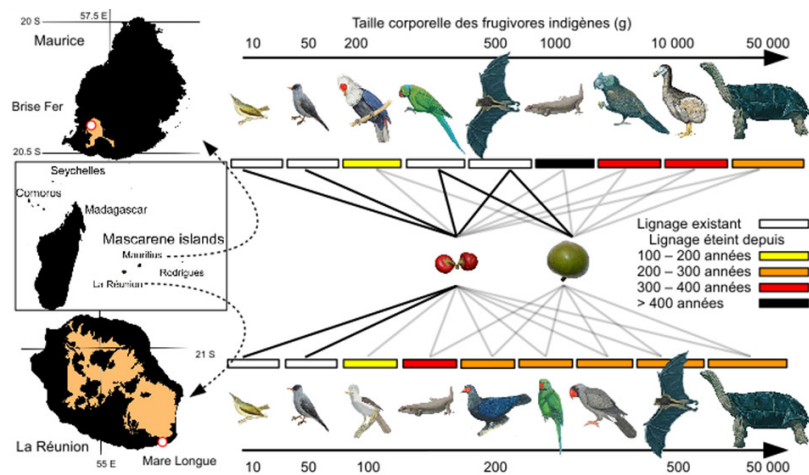 57.5 E
20 S
Maurice
Brise Fer
20.5 S
Seychelles
Comoros
Madagascar
Mascarene islands
Mauritius
Rodrigues
La Réunion
21 S
La Réunion
55 E
Mare Longue
Taille corporelle des frugivores indigènes (g)
10 50 200 500 1000 10 000 50 000
Lignage existant
Lignage éteint depuis
100 – 200 années
200 – 300 années
300 – 400 années
> 400 années
10 50 100 200 500 50 000